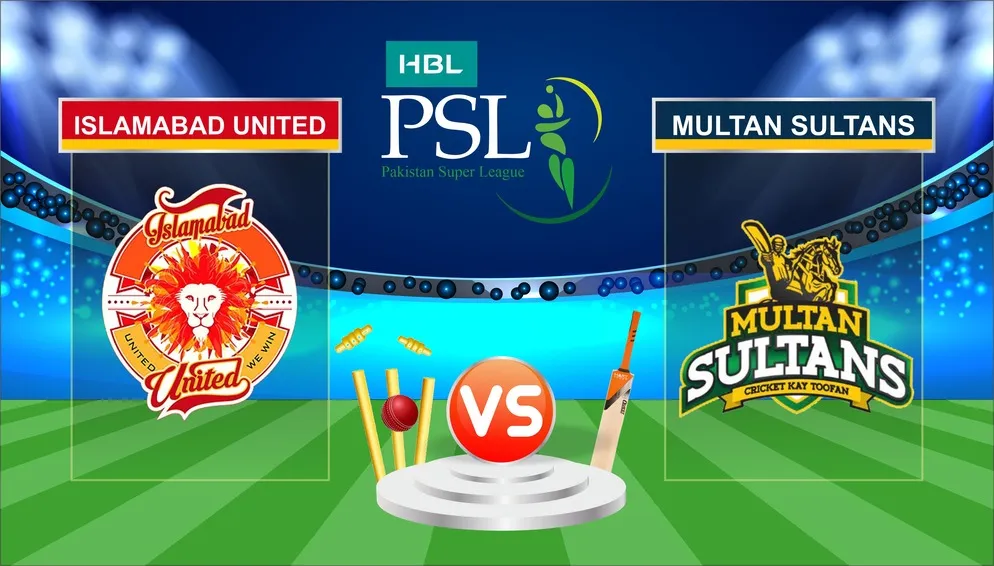 HBL
PSL
Pakistan Super League
ISLAMABAD UNITED
MULTAN SULTANS
Islamabad
UNITED
WE WIN
United
MULTAN
SULTANS
CRICKET KAY TOOFAN
VS